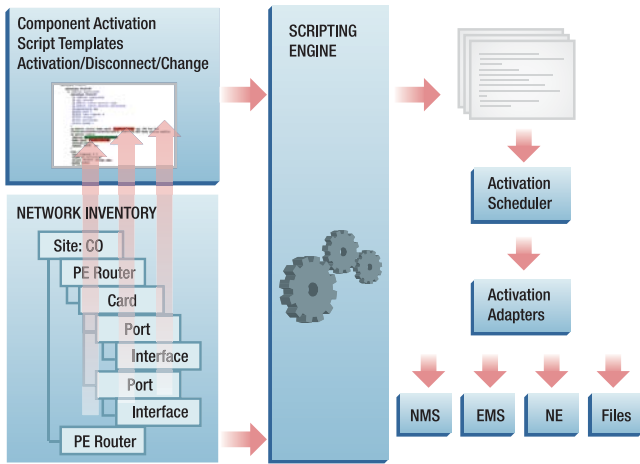 Component Activation
Script Templates
Activation/Disconnect/Change
NETWORK INVENTORY
Site: CO
PE Router
Card
Port
Interface
Port
Interface
PE Router
SCRIPTING
ENGINE
Activation
Scheduler
Activation
Adapters
NMS
EMS
NE
Files